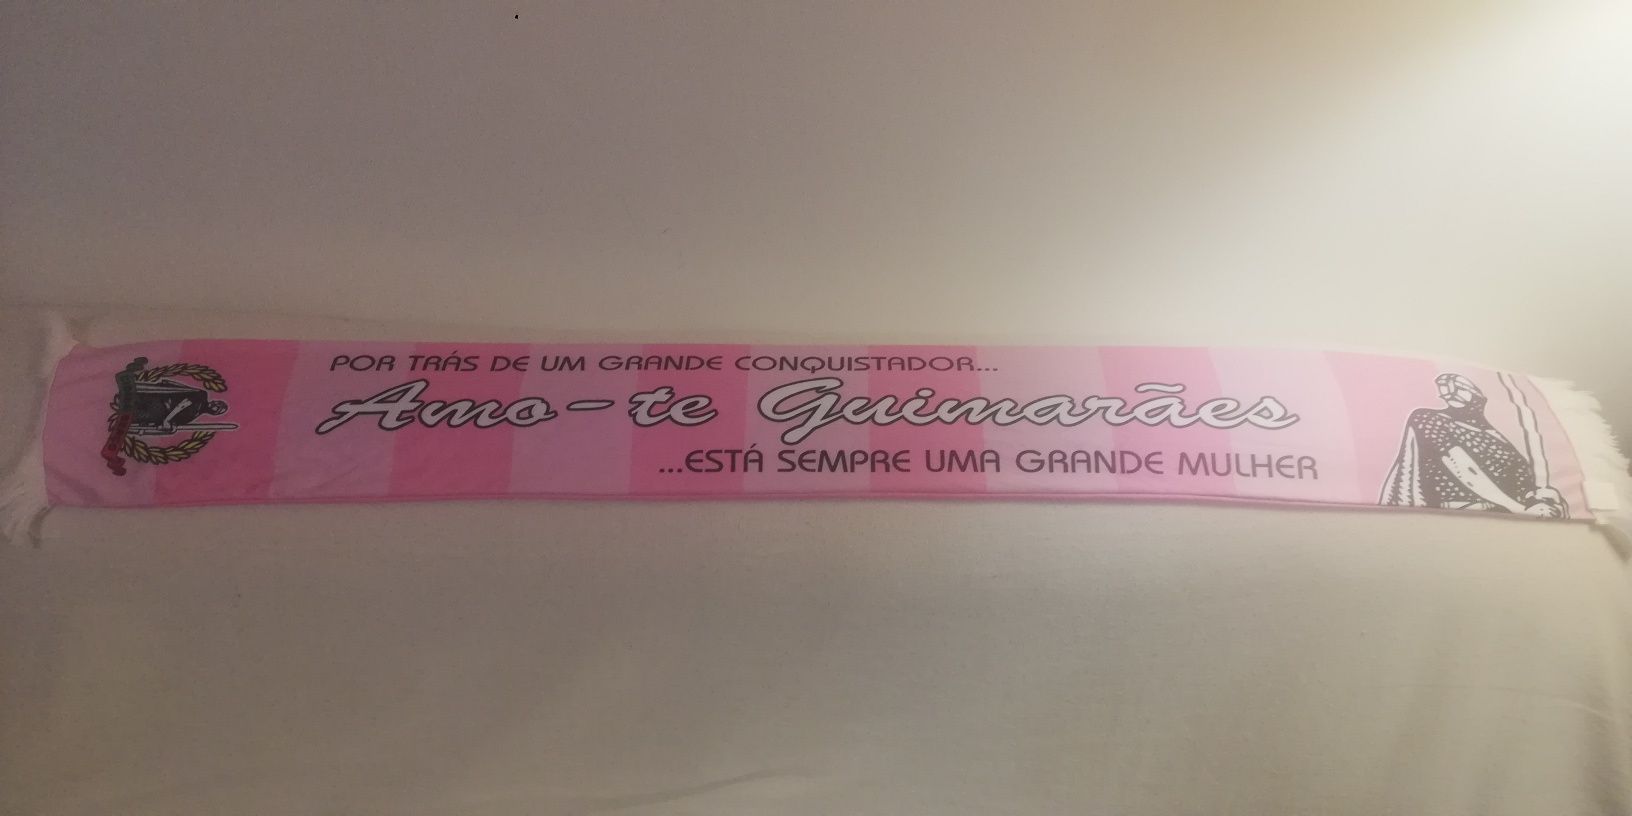 POR TRÁS DE UM GRANDE CONQUISTADOR...
Amo-te Guimarães
...ESTÁ SEMPRE UMA GRANDE MULHER